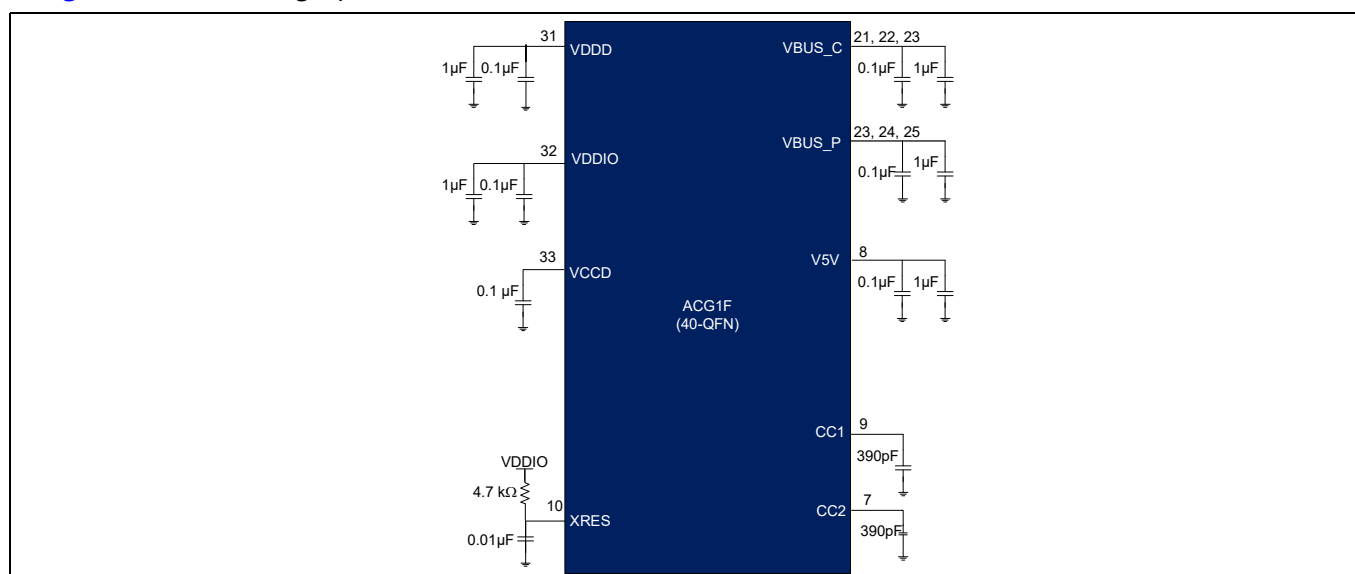 31
VDDD
1µF
0.1µF
32
VDDIO
1µF
0.1µF
33
VCCD
0.1 µF
VDDIO
4.7 kΩ
10
XRES
0.01µF
ACG1F
(40-QFN)
VBUS_C
21, 22, 23
0.1µF
1µF
VBUS_P
23, 24, 25
0.1µF
1µF
V5V
8
0.1µF
1µF
CC1
9
390pF
CC2
7
390pF